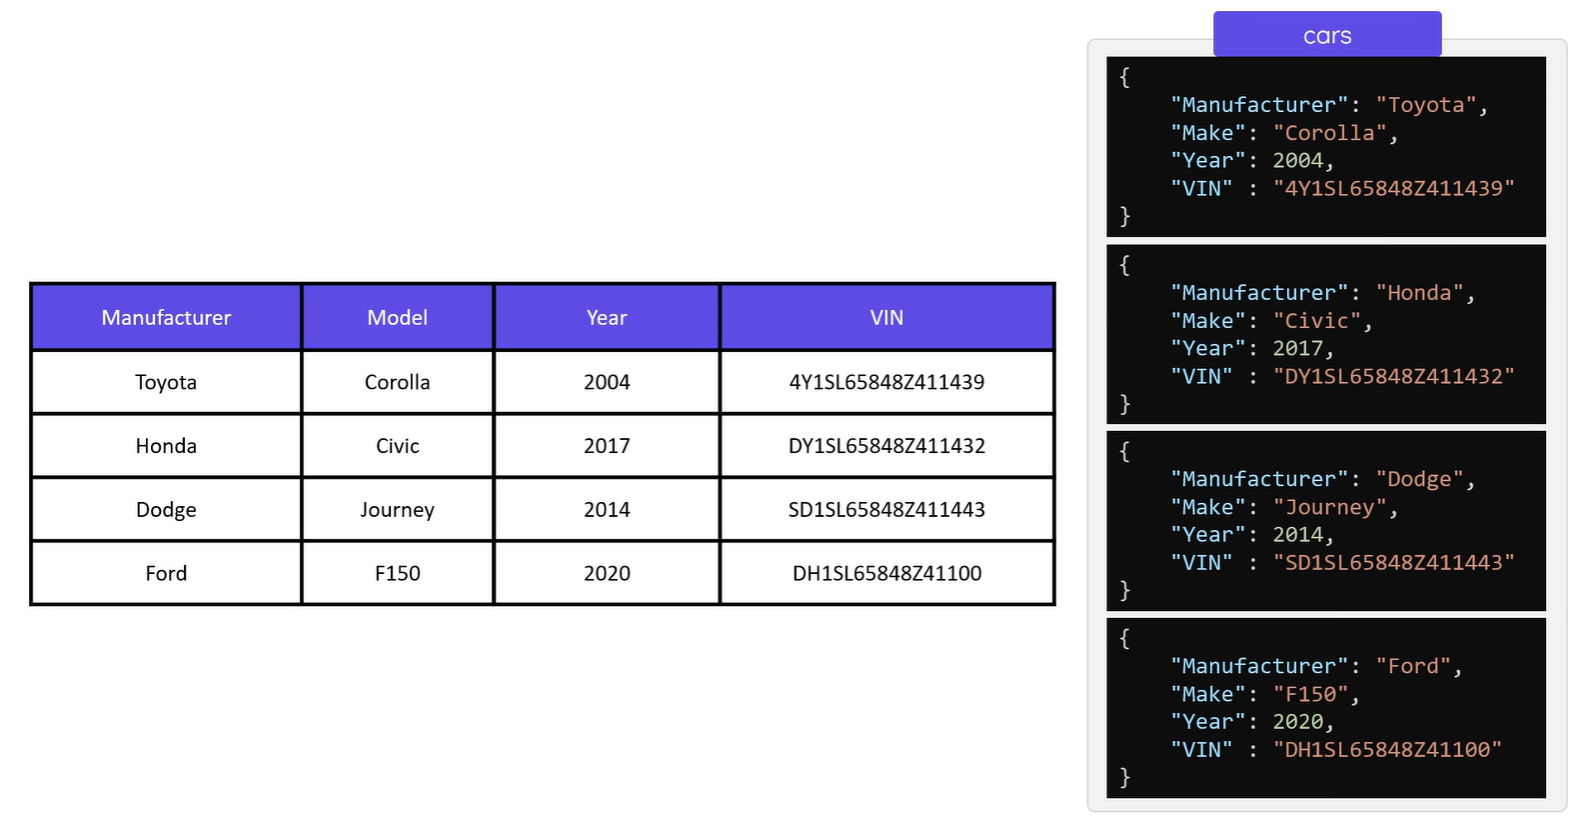 Manufacturer Model Year VIN
Toyota Corolla 2004 4Y1SL65848Z411439
Honda Civic 2017 DY1SL65848Z411432
Dodge Journey 2014 SD1SL65848Z411443
Ford F150 2020 DH1SL65848Z41100
cars
{
"Manufacturer": "Toyota",
"Make": "Corolla",
"Year": 2004,
"VIN" : "4Y1SL65848Z411439"
}
{
"Manufacturer": "Honda",
"Make": "Civic",
"Year": 2017,
"VIN" : "DY1SL65848Z411432"
}
{
"Manufacturer": "Dodge",
"Make": "Journey",
"Year": 2014,
"VIN" : "SD1SL65848Z411443"
}
{
"Manufacturer": "Ford",
"Make": "F150",
"Year": 2020,
"VIN" : "DH1SL65848Z41100"
}